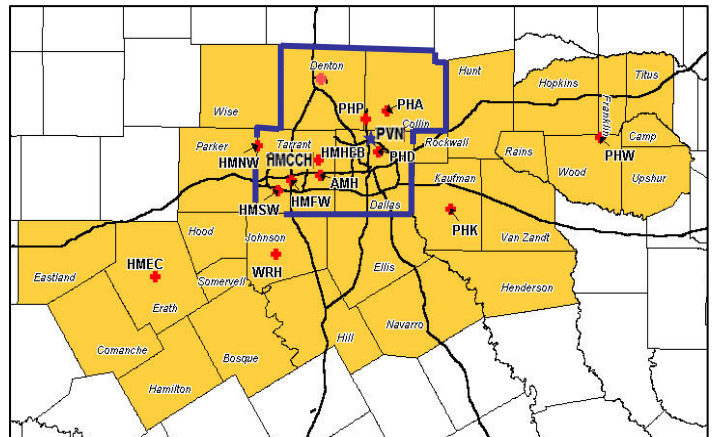 Denton
Hunt
Hopkins
Titus
Wise
Franklin
PHP
PHA
Collin
PVN
Camp
Parker
Tarrant
HMHEB
Rockwall
HMNW
HMCCH
PHD
Rains
PHW
Wood
Upshur
AMH
Kaufman
HMSW
HMFW
Dallas
PHK
Hood
Johnson
Van Zandt
Eastland
HMEC
Somervell
WRH
Ellis
Henderson
Erath
Comanche
Bosque
Hill
Navarro
Hamilton